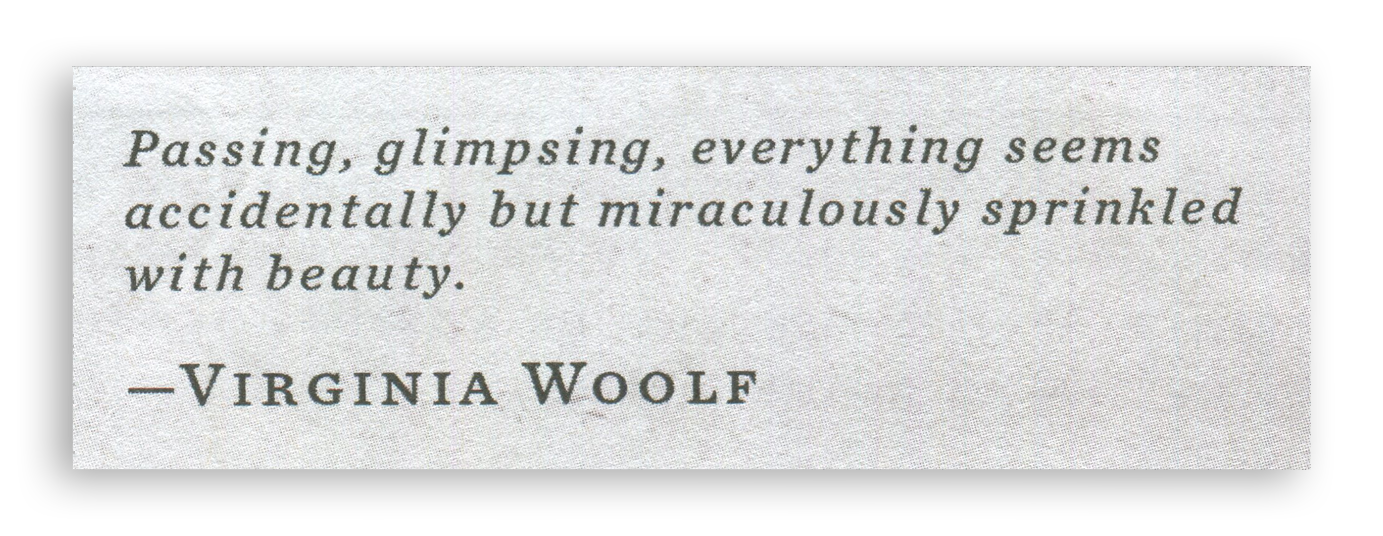 Passing, glimpsing, everything seems
accidentally but miraculously sprinkled
with beauty.
—VIRGINIA WOOLF